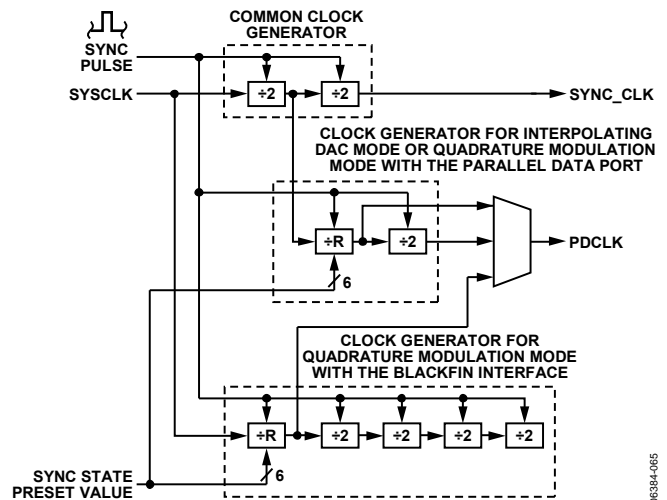 COMMON CLOCK
GENERATOR
SYNC
PULSE
SYSCLK
÷2
÷2
SYNC_CLK
CLOCK GENERATOR FOR INTERPOLATING
DAC MODE OR QUADRATURE MODULATION
MODE WITH THE PARALLEL DATA PORT
÷R
÷2
PDCLK
6
CLOCK GENERATOR FOR
QUADRATURE MODULATION MODE
WITH THE BLACKFIN INTERFACE
÷R
÷2
÷2
÷2
÷2
6
SYNC STATE
PRESET VALUE
06384-065